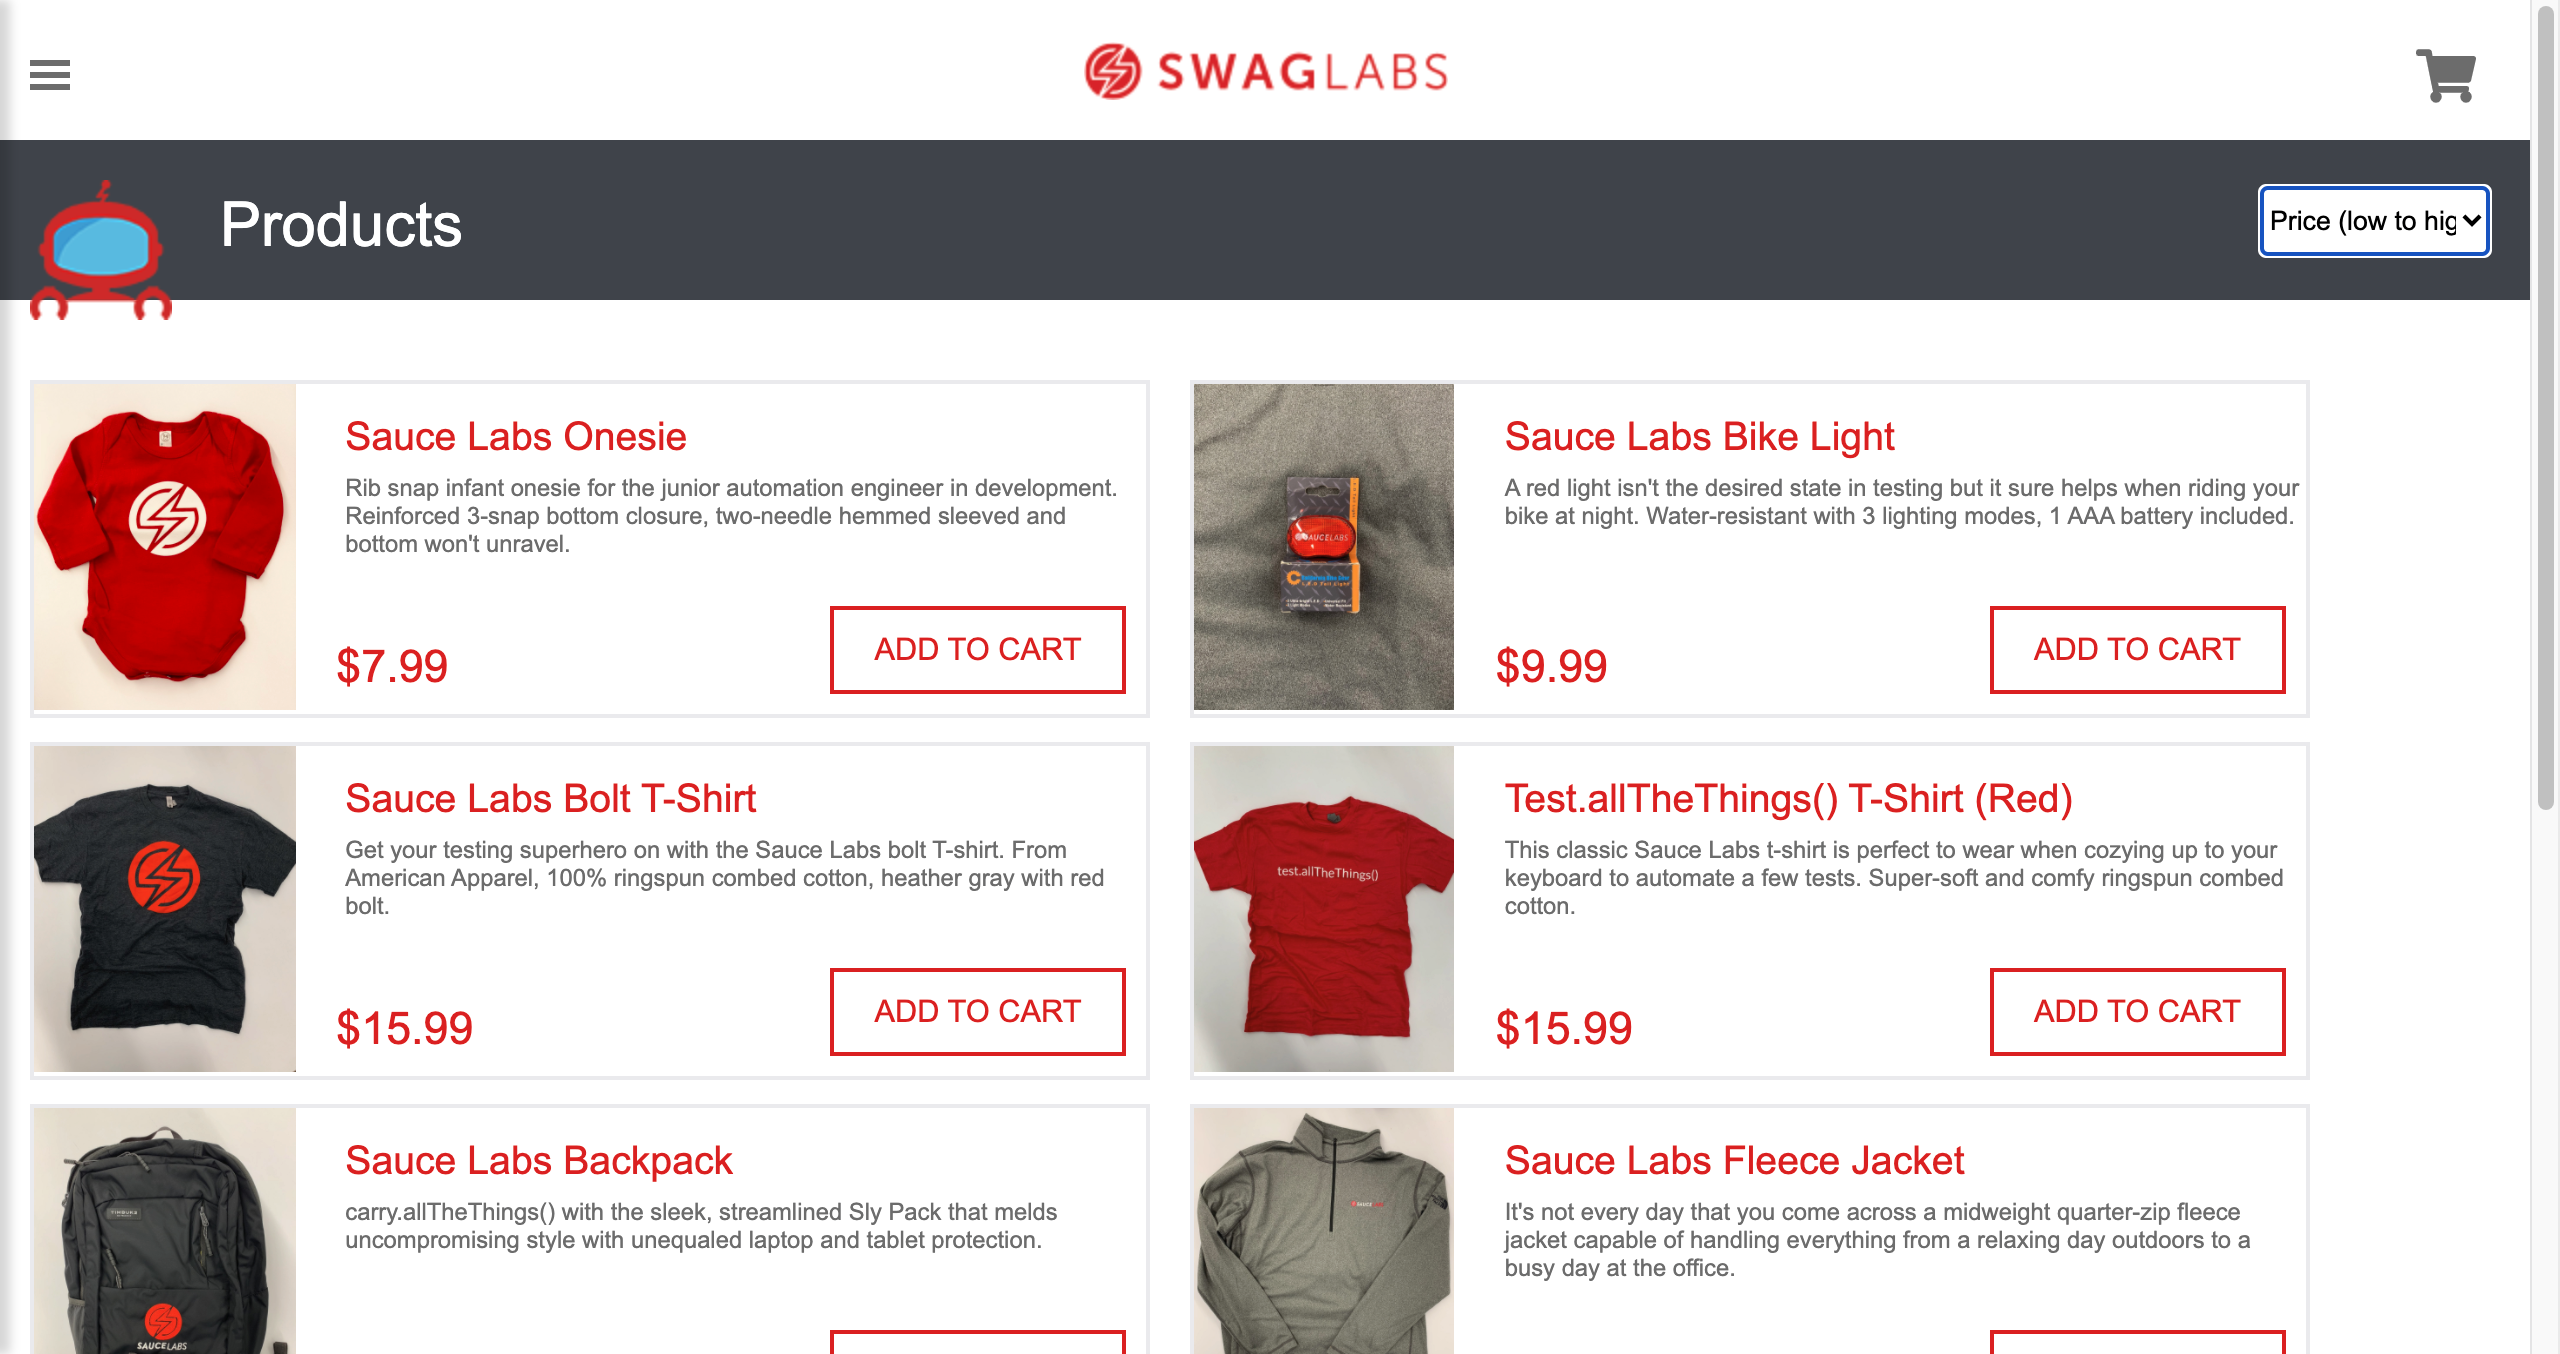 SWAGLABS
Products
Price (low to hig
Sauce Labs Onesie
Rib snap infant onesie for the junior automation engineer in development.
Reinforced 3-snap bottom closure, two-needle hemmed sleeved and
bottom won't unravel.
$7.99
ADD TO CART
Sauce Labs Bike Light
A red light isn't the desired state in testing but it sure helps when riding your
bike at night. Water-resistant with 3 lighting modes, 1 AAA battery included.
SAUCELABS
$9.99
ADD TO CART
Sauce Labs Bolt T-Shirt
Get your testing superhero on with the Sauce Labs bolt T-shirt. From
American Apparel, 100% ringspun combed cotton, heather gray with red
bolt.
$15.99
ADD TO CART
Test.allTheThings() T-Shirt (Red)
This classic Sauce Labs t-shirt is perfect to wear when cozying up to your
keyboard to automate a few tests. Super-soft and comfy ringspun combed
cotton.
test.allTheThings()
$15.99
ADD TO CART
Sauce Labs Backpack
carry.allTheThings() with the sleek, streamlined Sly Pack that melds
uncompromising style with unequaled laptop and tablet protection.
TIMBUK2
SAUCELABS
Sauce Labs Fleece Jacket
It's not every day that you come across a midweight quarter-zip fleece
jacket capable of handling everything from a relaxing day outdoors to a
busy day at the office.